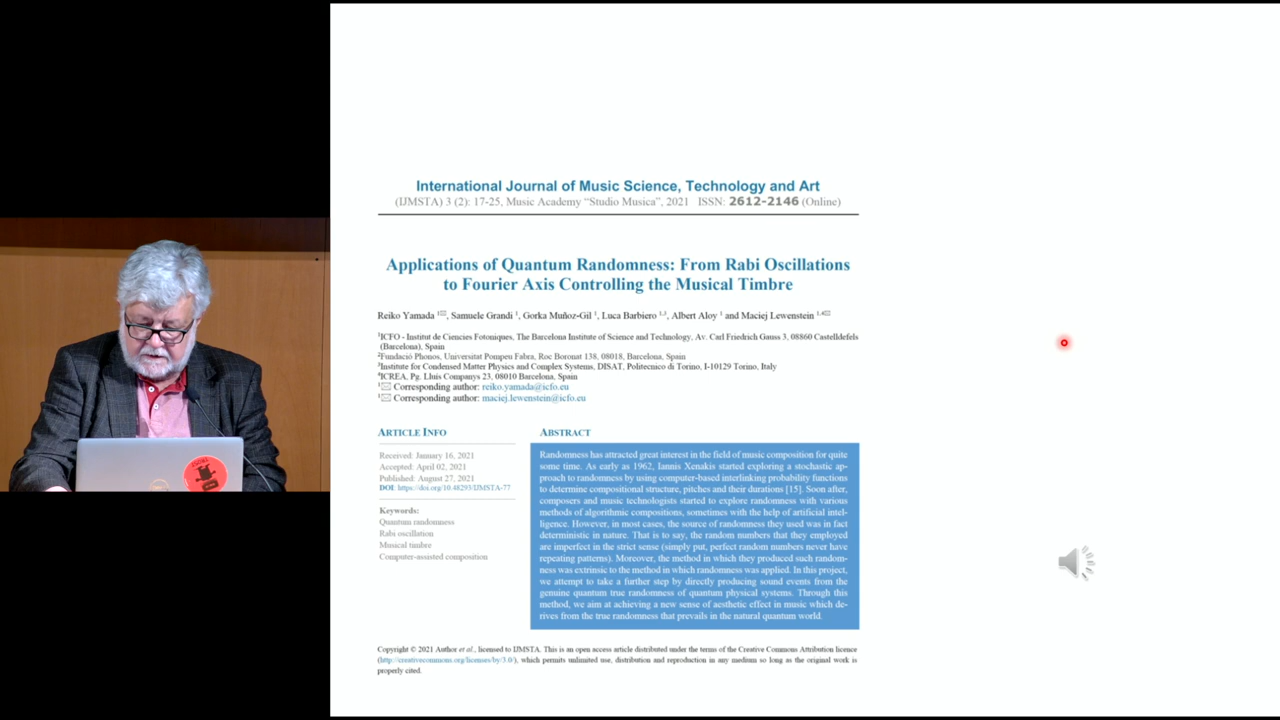 International Journal of Music Science, Technology and Art
(IJMSTA) 3 (2): 17-25, Music Academy “Studio Musica”, 2021 ISSN: 2612-2146 (Online)
Applications of Quantum Randomness: From Rabi Oscillations
to Fourier Axis Controlling the Musical Timbre
Reiko Yamada 1✉, Samuele Grandi 1, Gorka Muñoz-Gil 1, Luca Barbiero 1,3, Albert Aloy 1 and Maciej Lewenstein 1,4✉
1ICFO - Institut de Ciencies Fotoniques, The Barcelona Institute of Science and Technology, Av. Carl Friedrich Gauss 3, 08860 Castelldefels
(Barcelona), Spain
2Fundació Phonos, Universitat Pompeu Fabra, Roc Boronat 138, 08018, Barcelona, Spain
3Institute for Condensed Matter Physics and Complex Systems, DISAT, Politecnico di Torino, I-10129 Torino, Italy
4ICREA, Pg. Lluis Companys 23, 08010 Barcelona, Spain
1✉ Corresponding author: reiko.yamada@icfo.eu
1✉ Corresponding author: maciej.lewenstein@icfo.eu
ARTICLE INFO
Received: January 16, 2021
Accepted: April 02, 2021
Published: August 27, 2021
DOI: https://doi.org/10.48293/IJMSTA-77
Keywords:
Quantum randomness
Rabi oscillation
Musical timbre
Computer-assisted composition
ABSTRACT
Randomness has attracted great interest in the field of music composition for quite
some time. As early as 1962, Iannis Xenakis started exploring a stochastic ap-
proach to randomness by using computer-based interlinking probability functions
to determine compositional structure, pitches and their durations [15]. Soon after,
composers and music technologists started to explore randomness with various
methods of algorithmic compositions, sometimes with the help of artificial intel-
ligence. However, in most cases, the source of randomness they used was in fact
deterministic in nature. That is to say, the random numbers that they employed
are imperfect in the strict sense (simply put, perfect random numbers never have
repeating patterns). Moreover, the method in which they produced such random-
ness was extrinsic to the method in which randomness was applied. In this project,
we attempt to take a further step by directly producing sound events from the
genuine quantum true randomness of quantum physical systems. Through this
method, we aim at achieving a new sense of aesthetic effect in music which de-
rives from the true randomness that prevails in the natural quantum world.
Copyright © 2021 Author et al., licensed to IJMSTA. This is an open access article distributed under the terms of the Creative Commons Attribution licence
(http://creativecommons.org/licenses/by/3.0/), which permits unlimited use, distribution and reproduction in any medium so long as the original work is
properly cited.